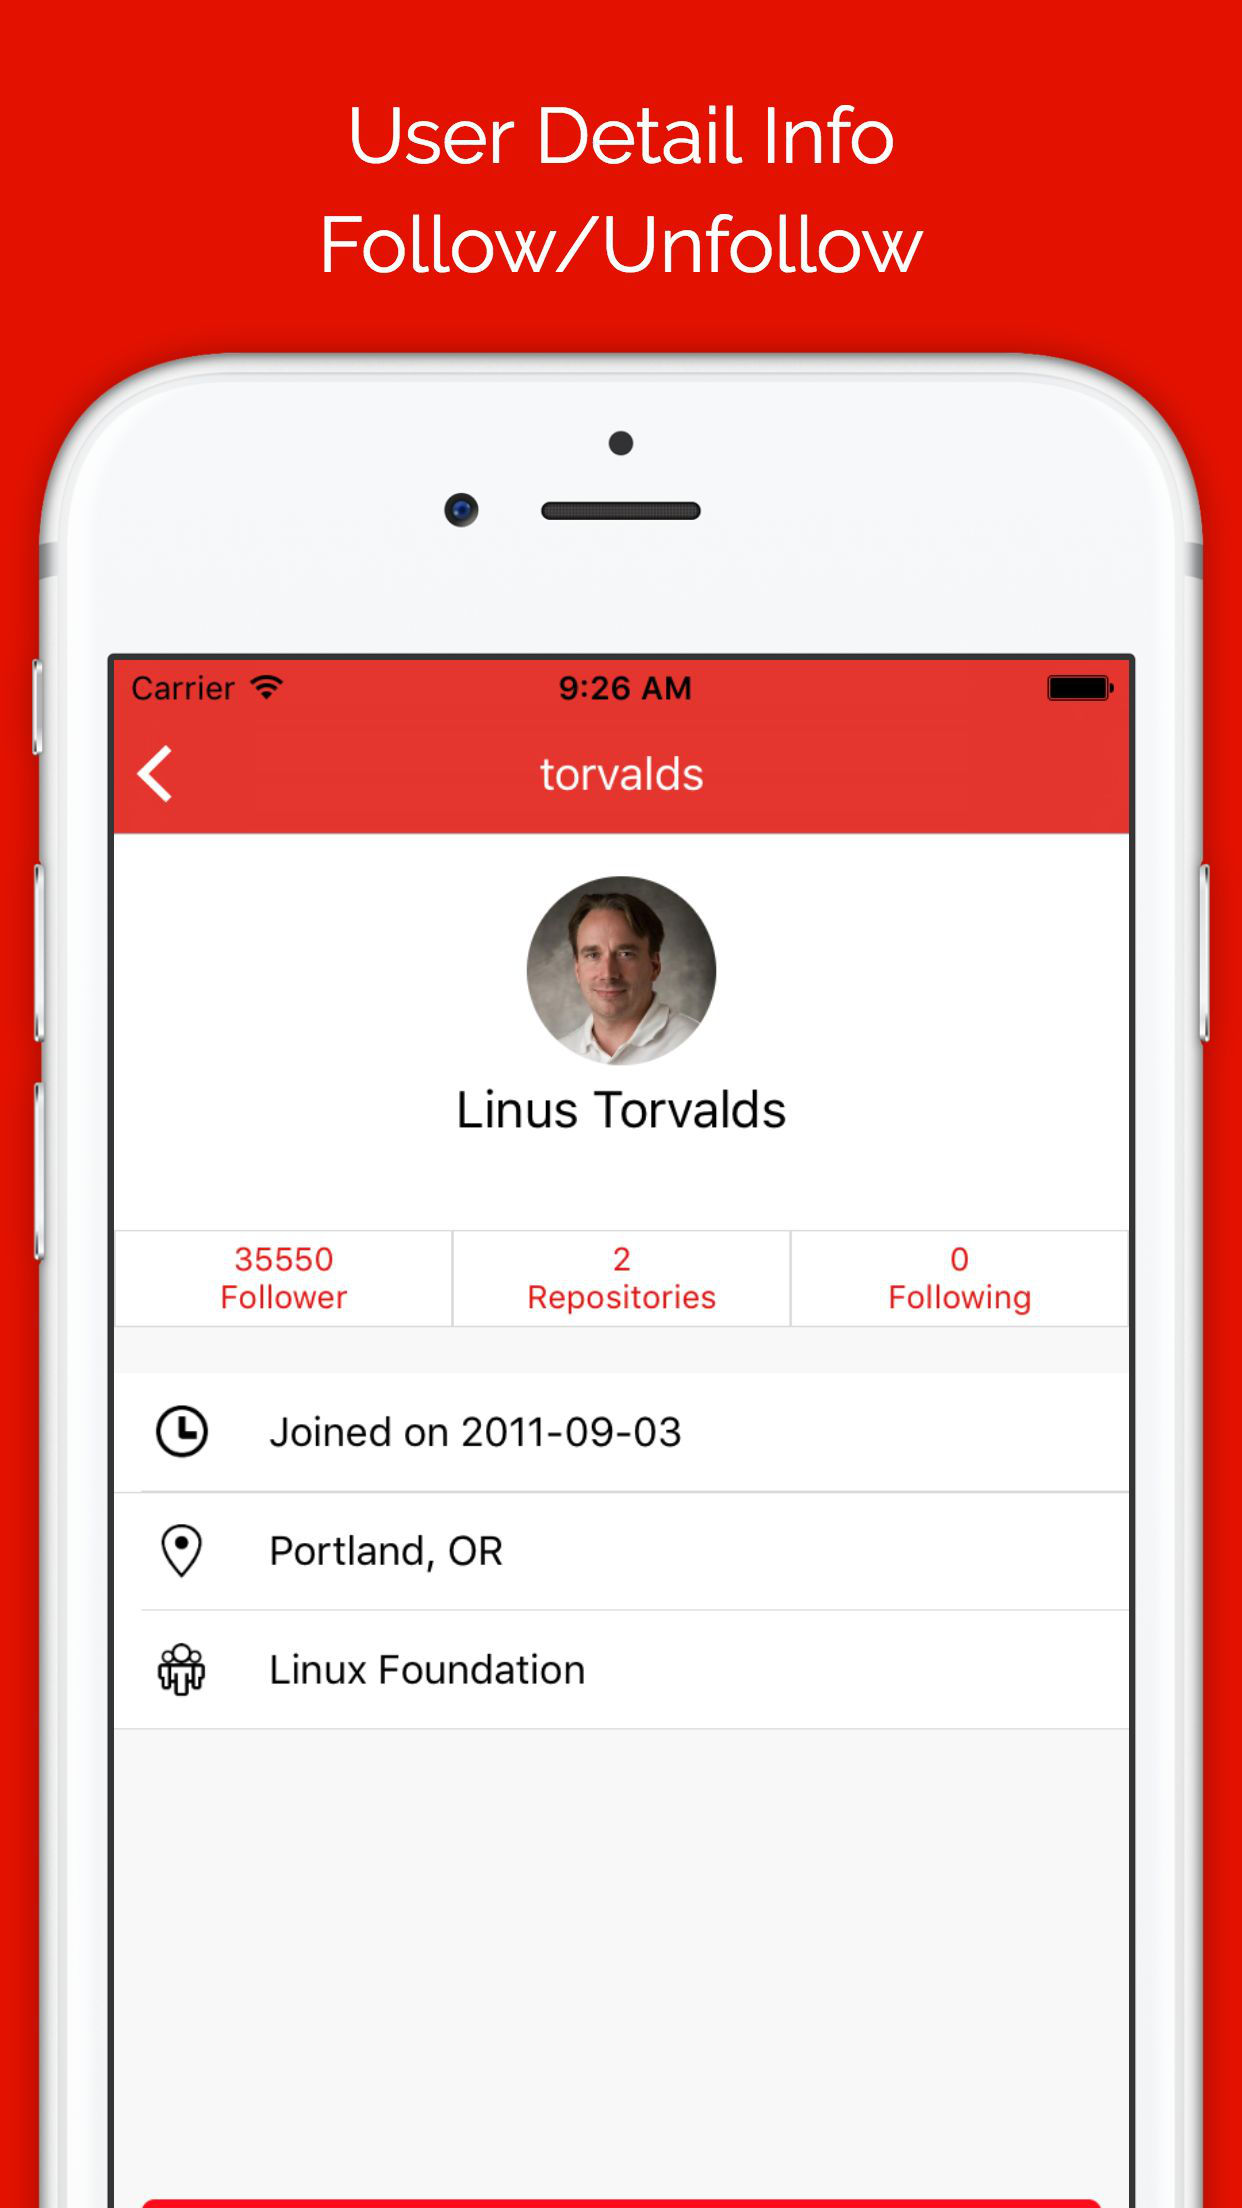 User Detail Info
Follow/Unfollow
Carrier 9:26 AM
torvalds
Linus Torvalds
35550 2 0
Follower Repositories Following
Joined on 2011-09-03
Portland, OR
Linux Foundation